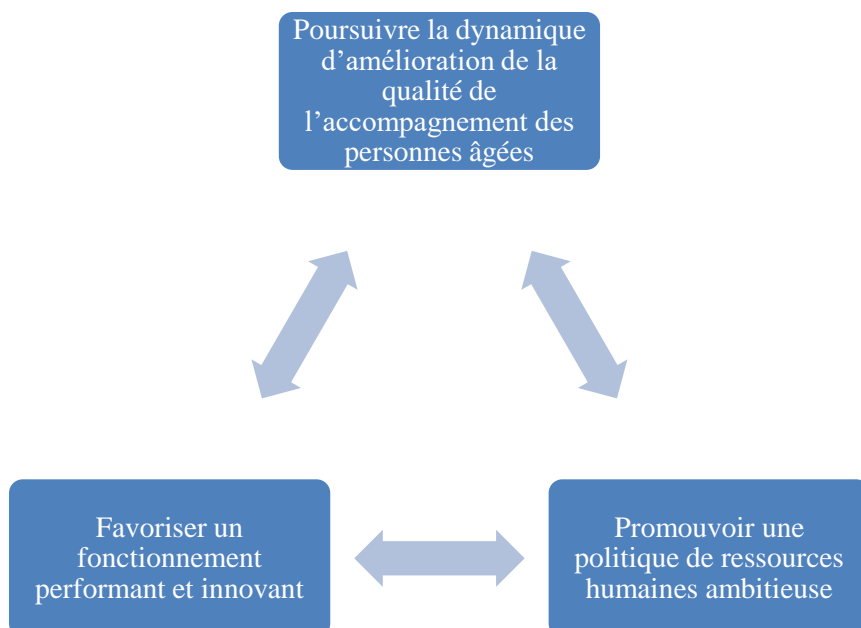 Poursuivre la dynamique
d’amélioration de la
qualité de
l’accompagnement des
personnes âgées
Favoriser un
fonctionnement
performant et innovant
Promouvoir une
politique de ressources
humaines ambitieuse